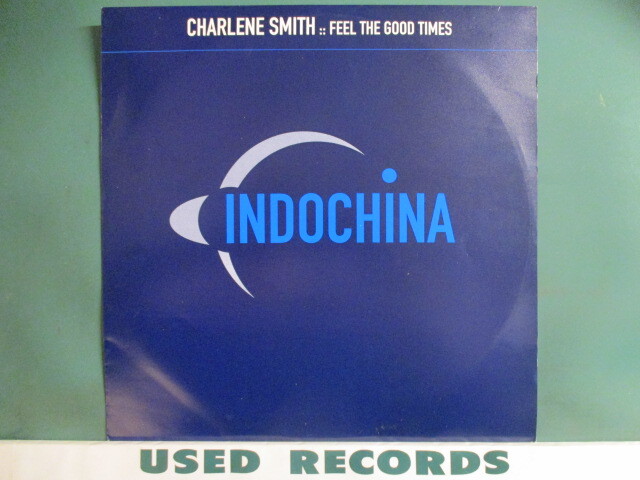 CHARLENE SMITH :: FEEL THE GOOD TIMES
INDOCHiNA
USED RECORDS